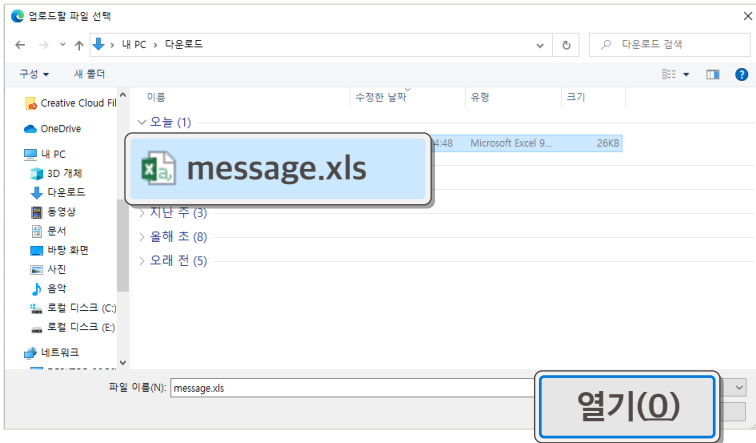 업로드할 파일 선택
내 PC > 다운로드
다운로드 검색
구성
새 폴더
이름
수정한 날짜
유형
크기
Creative Cloud Fil
OneDrive
내 PC
3D 개체
다운로드
동영상
문서
바탕 화면
사진
음악
로컬 디스크 (C:)
로컬 디스크 (E:)
네트워크
오늘 (1)
message.xls
4:48 Microsoft Excel 9... 26KB
지난 주 (3)
올해 초 (8)
오래 전 (5)
파일 이름(N): message.xls
열기(O)